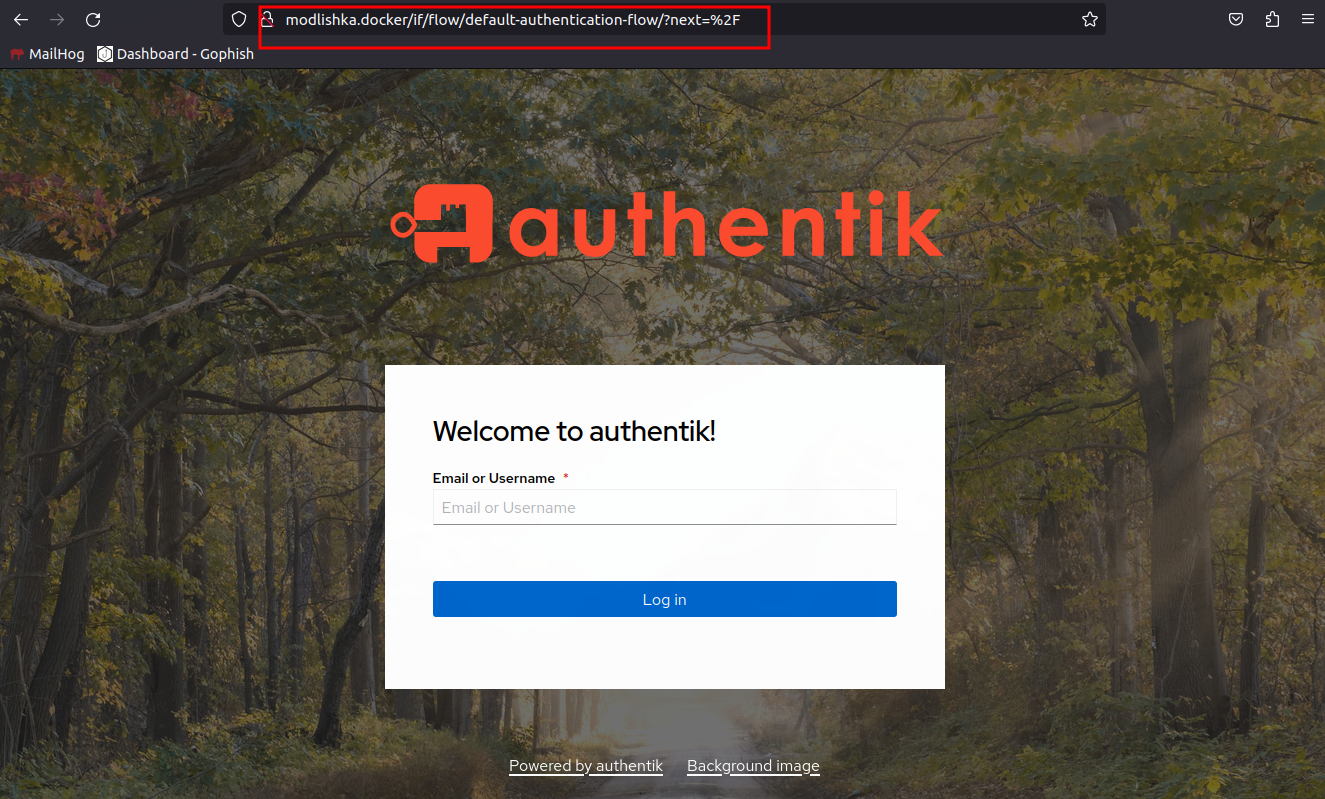 modlishka.docker/if/flow/default-authentication-flow/?next=%2F
MailHog Dashboard - Gophish
authentik
Welcome to authentik!
Email or Username *
Email or Username
Log in
Powered by authentik Background image